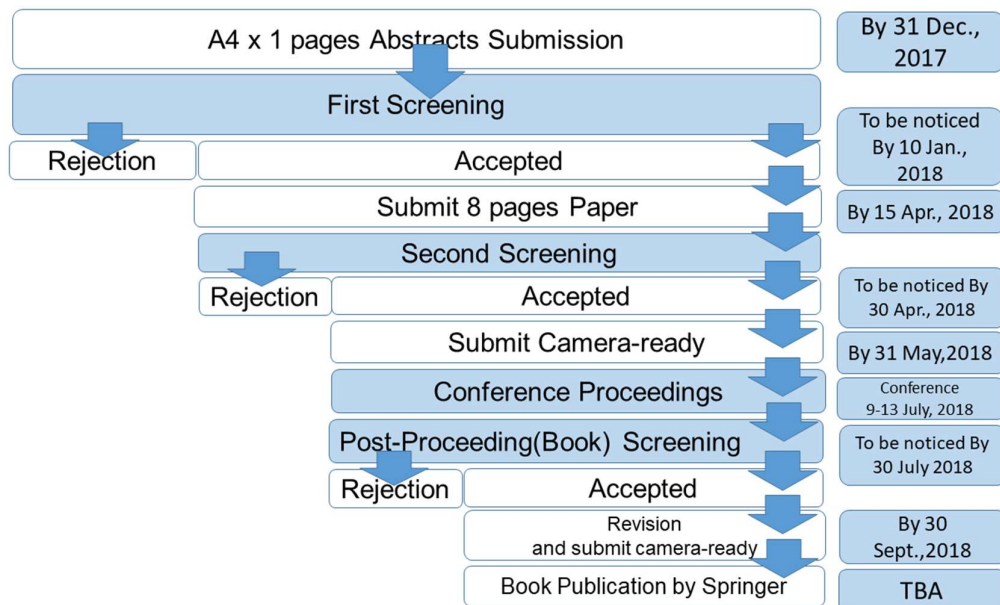 A4 x 1 pages Abstracts Submission
By 31 Dec.,
2017
First Screening
Rejection
Accepted
To be noticed
By 10 Jan.,
2018
Submit 8 pages Paper
By 15 Apr., 2018
Second Screening
Rejection
Accepted
To be noticed By
30 Apr., 2018
Submit Camera-ready
By 31 May,2018
Conference Proceedings
Conference
9-13 July, 2018
Post-Proceeding(Book) Screening
To be noticed By
30 July 2018
Rejection
Accepted
Revision
and submit camera-ready
By 30
Sept.,2018
Book Publication by Springer
TBA